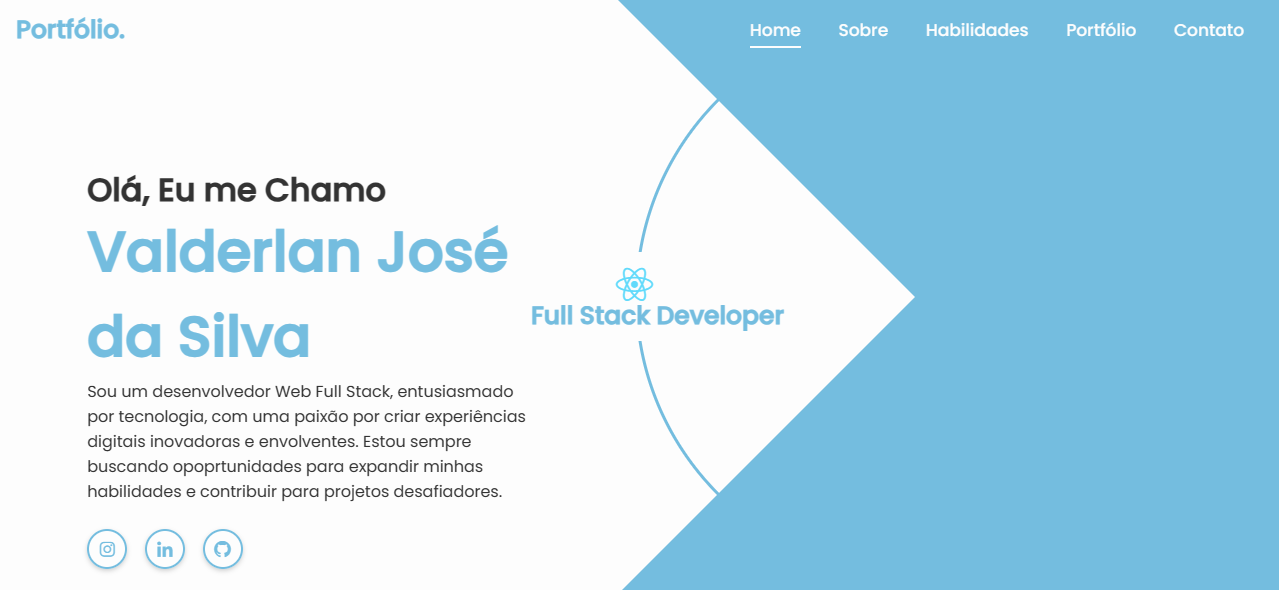 Portfólio.
Home Sobre Habilidades Portfólio Contato
Olá, Eu me Chamo
Valderlan José
da Silva
Full Stack Developer
Sou um desenvolvedor Web Full Stack, entusiasmado
por tecnologia, com uma paixão por criar experiências
digitais inovadoras e envolventes. Estou sempre
buscando opoprtunidades para expandir minhas
habilidades e contribuir para projetos desafiadores.
in